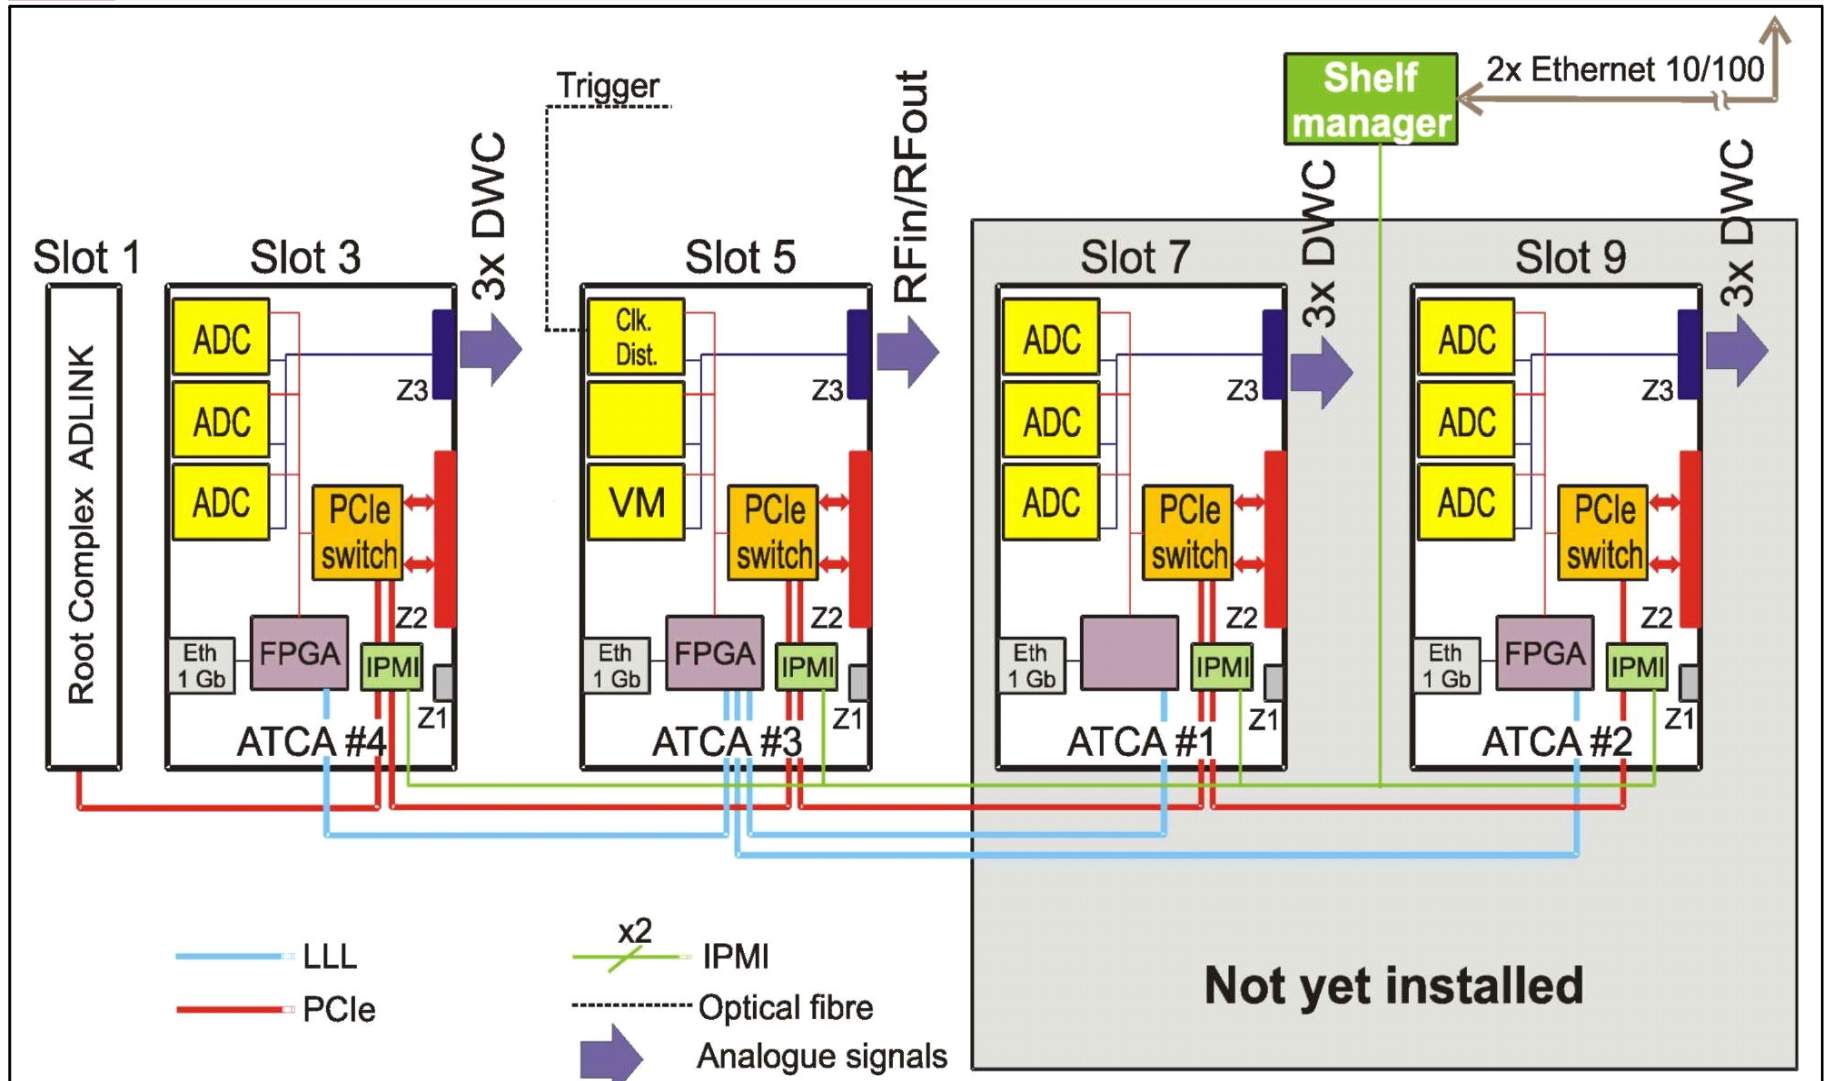 Trigger
Shelf
manager
2x Ethernet 10/100
Slot 1
Slot 3
3x DWC
Slot 5
RFin/RFout
Slot 7
3x DWC
Slot 9
3x DWC
Root Complex ADLINK
ADC
ADC
ADC
Z3
PCIe
switch
Z2
Eth
1 Gb
FPGA
IPMI
Z1
ATCA #4
Clk.
Dist.
VM
Z3
PCIe
switch
Z2
Eth
1 Gb
FPGA
IPMI
Z1
ATCA #3
ADC
ADC
ADC
Z3
PCIe
switch
Z2
Eth
1 Gb
IPMI
Z1
ATCA #1
ADC
ADC
ADC
Z3
PCIe
switch
Z2
Eth
1 Gb
FPGA
IPMI
Z1
ATCA #2
LLL
PCIe
x2
IPMI
Optical fibre
Analogue signals
Not yet installed